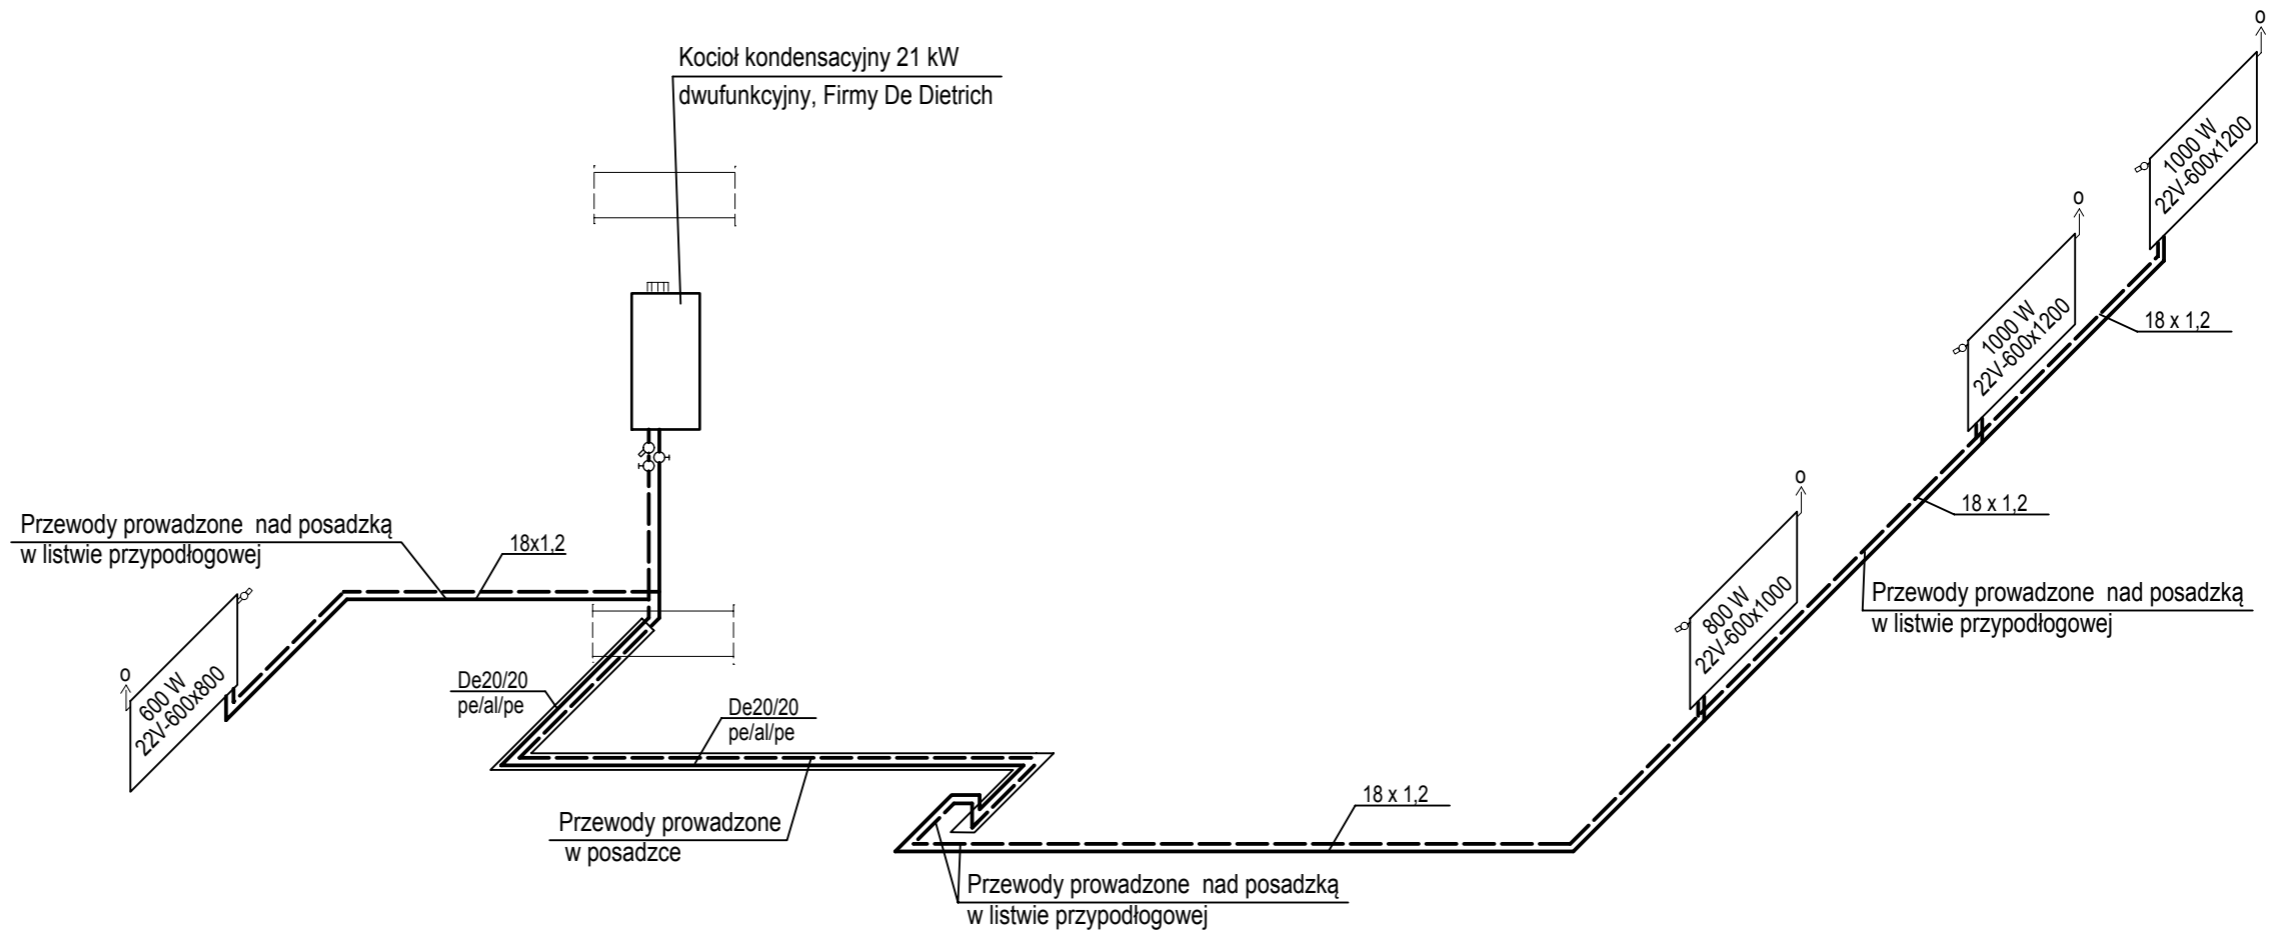 Kocioł kondensacyjny 21 kW
dwufunkcyjny, Firmy De Dietrich
o
1000 W
22V-600x1200
18 x 1,2
o
1000 W
22V-600x1200
18 x 1,2
o
800 W
22V-600x1000
Przewody prowadzone nad posadzką
w listwie przypodłogowej
Przewody prowadzone nad posadzką
w listwie przypodłogowej
18x1,2
o
600 W
22V-600x800
De20/20
pe/al/pe
De20/20
pe/al/pe
Przewody prowadzone
w posadzce
18 x 1,2
Przewody prowadzone nad posadzką
w listwie przypodłogowej